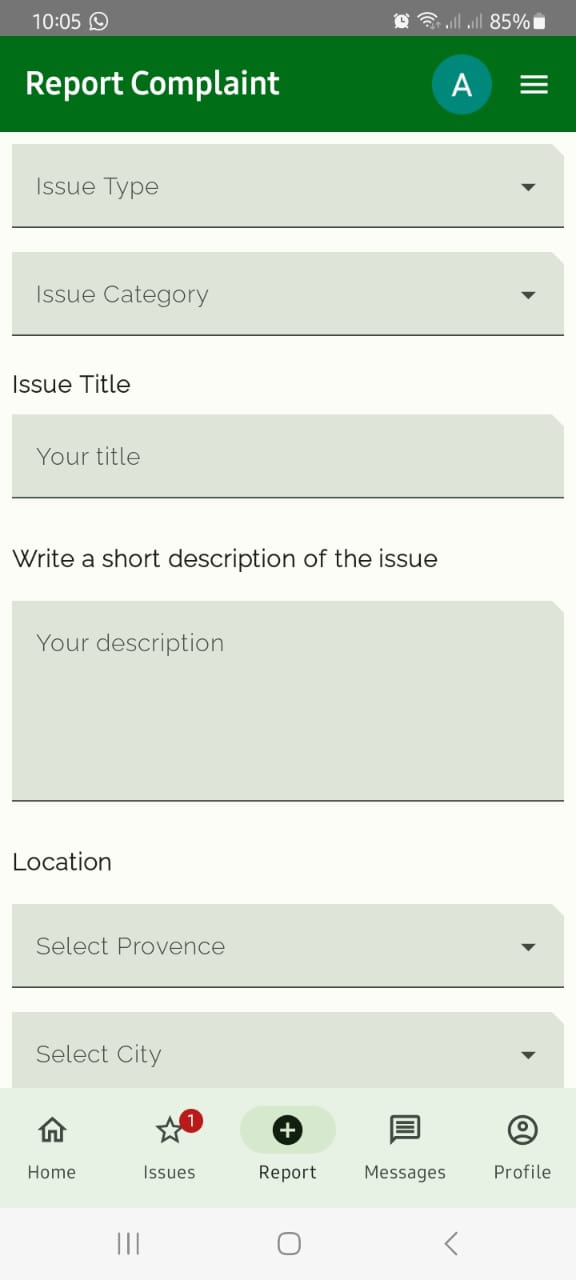 10:05
85%
Report Complaint
A
Issue Type
Issue Category
Issue Title
Your title
Write a short description of the issue
Your description
Location
Select Provence
Select City
1
Home
Issues
Report
Messages
Profile